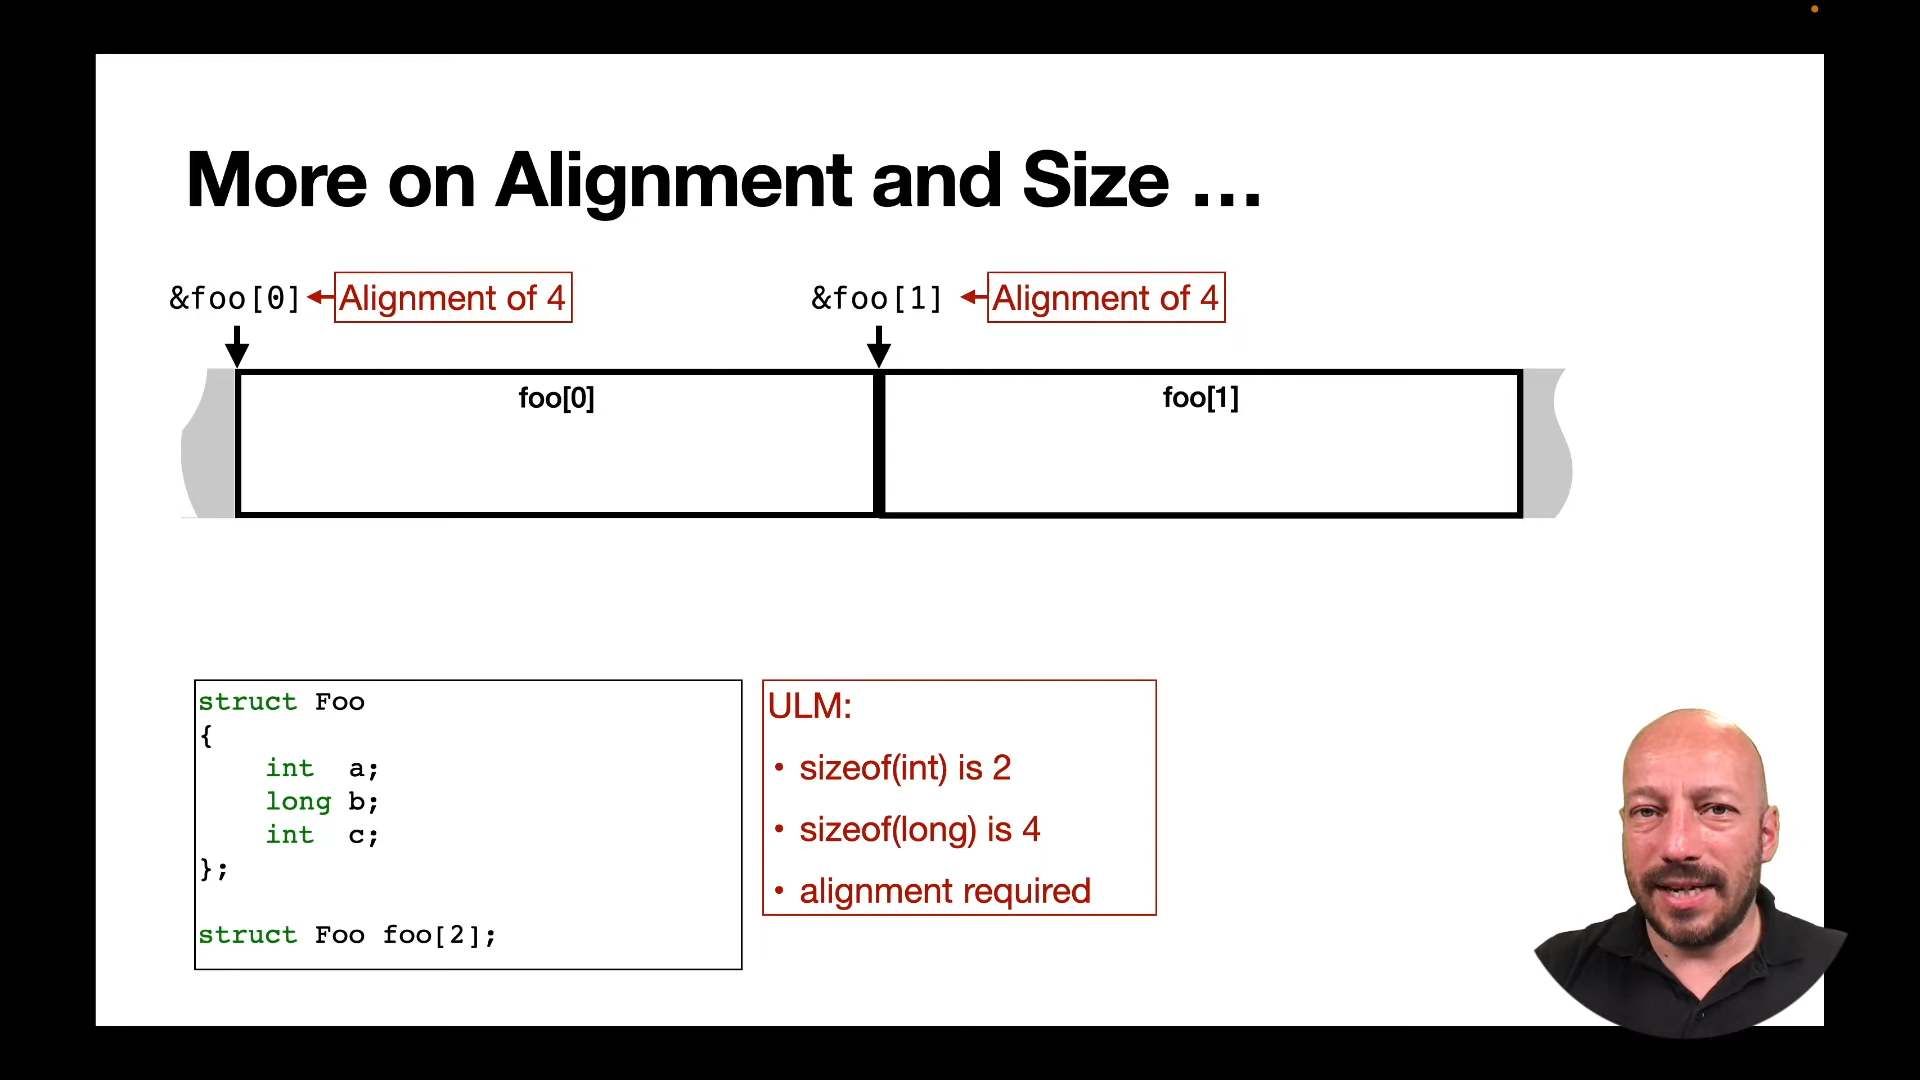 More on Alignment and Size …
&foo[0] Alignment of 4 &foo[1] Alignment of 4
foo[0] foo[1]
struct Foo
{
    int  a;
    long b;
    int  c;
};
struct Foo foo[2];
ULM:
• sizeof(int) is 2
• sizeof(long) is 4
• alignment required